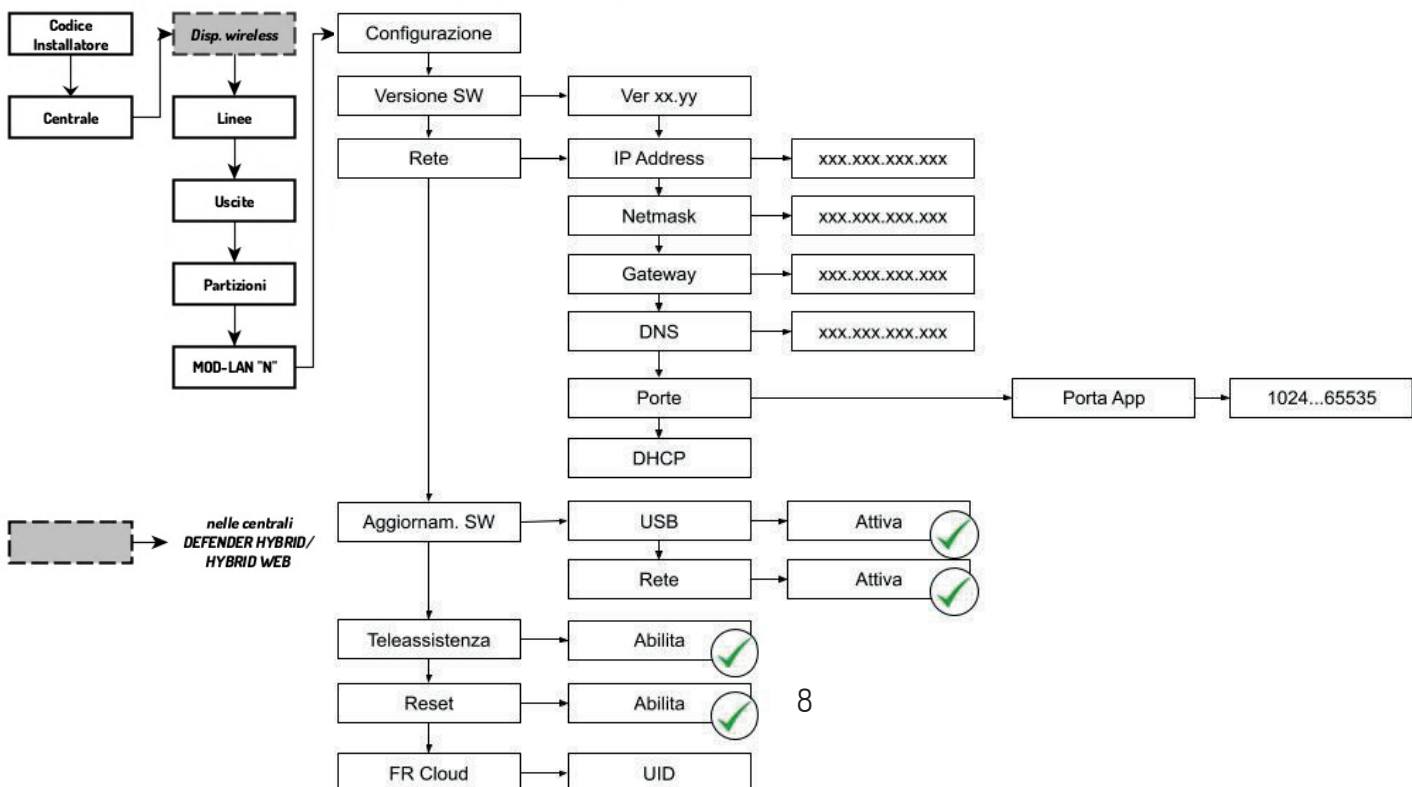 Codice
Installatore
Disp. wireless
Configurazione
Centrale
Linee
Versione SW
Ver xx.yy
Rete
IP Address
xxx.xxx.xxx.xxx
Uscite
Netmask
xxx.xxx.xxx.xxx
Partizioni
Gateway
xxx.xxx.xxx.xxx
DNS
xxx.xxx.xxx.xxx
MOD-LAN "N"
Porte
Porta App
1024...65535
DHCP
nelle centrali
DEFENDER HYBRID/
HYBRID WEB
Aggiornam. SW
USB
Attiva
Rete
Attiva
Teleassistenza
Abilita
Reset
Abilita
8
FR Cloud
UID